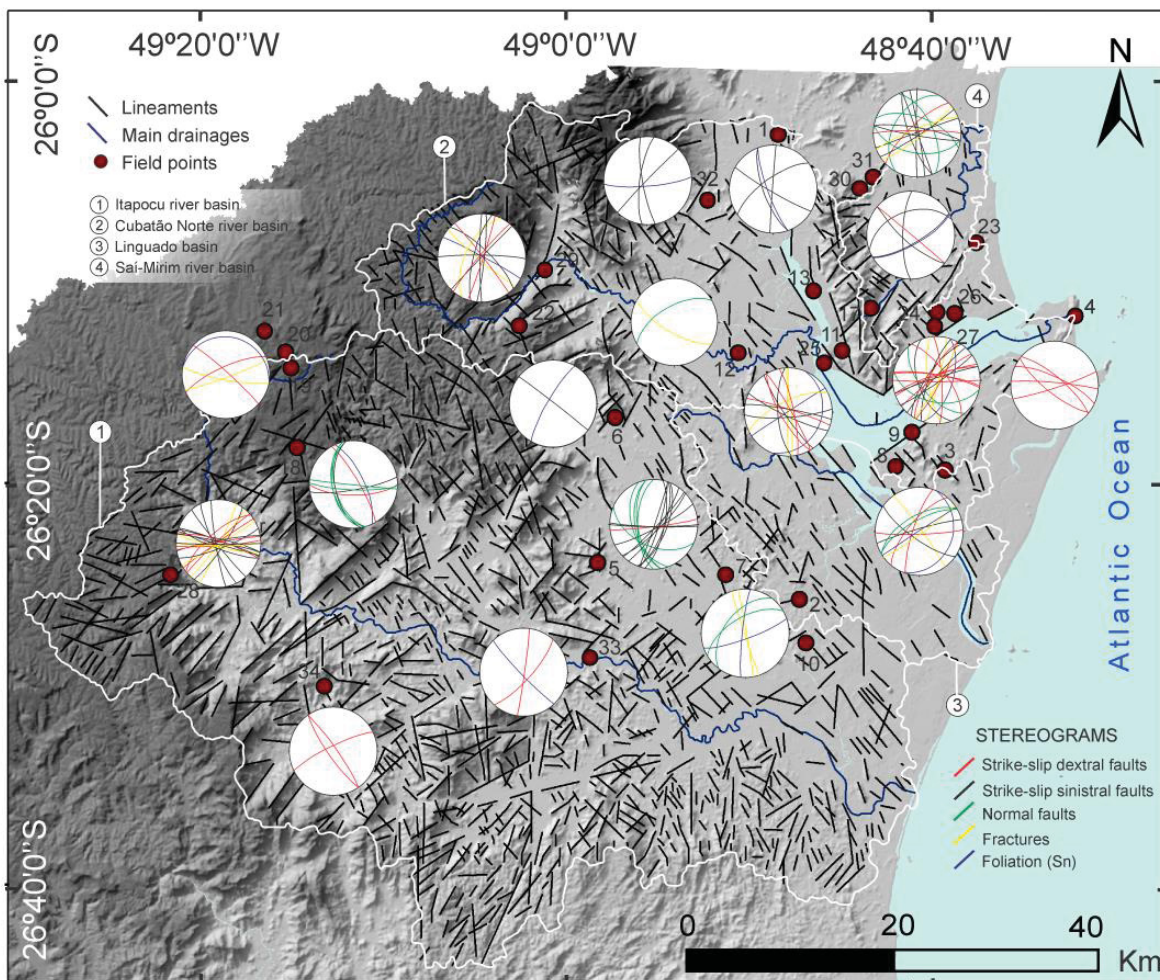 49º20'0''W
49º0'0''W
48º40'0''W
26º0'0''S
26º20'0''S
26º40'0''S
N
Lineaments
Main drainages
Field points
1 Itapocu river basin
2 Cubatão Norte river basin
3 Linguado basin
4 Saí-Mirim river basin
4
2
1
31
30
32
23
29
13
22
26
4
21
20
11
27
12
25
6
9
8
3
1
18
5
7
28
2
10
33
34
3
Atlantic Ocean
STEREOGRAMS
Strike-slip dextral faults
Strike-slip sinistral faults
Normal faults
Fractures
Foliation (Sn)
0
20
40
Km